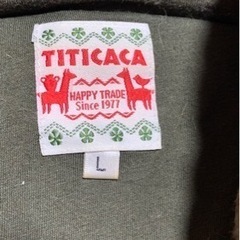 TITICACA
HAPPY TRADE
Since 1977
L